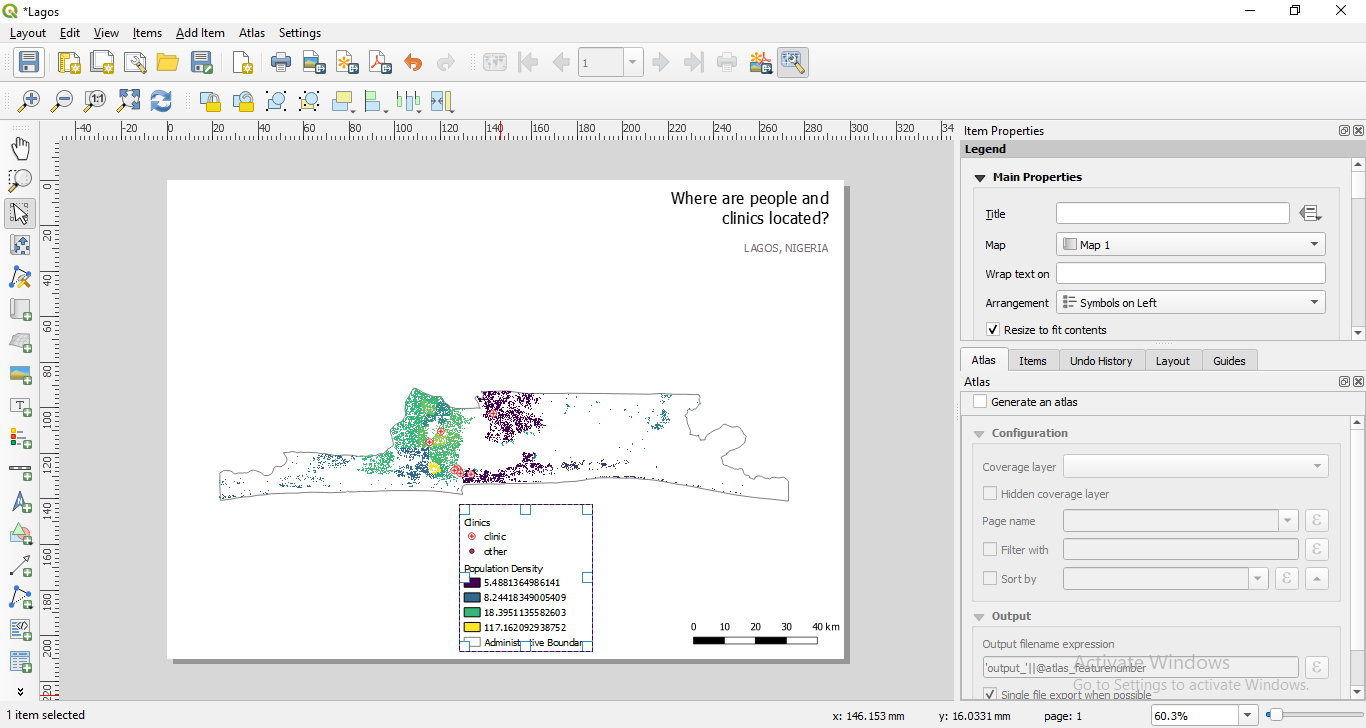 *Lagos
Layout Edit View Items Add Item Atlas Settings
1
-40 -20 0 20 40 60 80 100 120 140 160 180 200 220 240 260 280 300 320 34
0
20
40
60
80
100
120
140
160
180
200
220
Where are people and
clinics located?
LAGOS, NIGERIA
Clinics
clinic
other
Population Density
5.4881364986141
8.24418349005409
18.3951135582603
117.162092938752
Administrative Boundar
0 10 20 30 40 km
Item Properties
Legend
Main Properties
Title
Map Map 1
Wrap text on
Arrangement Symbols on Left
Resize to fit contents
Atlas Items Undo History Layout Guides
Atlas
Generate an atlas
Configuration
Coverage layer
Hidden coverage layer
Page name ε
Filter with ε
Sort by ε
Output
Output filename expression
'output_'||@atlas_featurenumber ε
Single file export when possible
Activate Windows
Go to Settings to activate Windows.
1 item selected x: 146.153 mm y: 16.0331 mm page: 1 60.3%